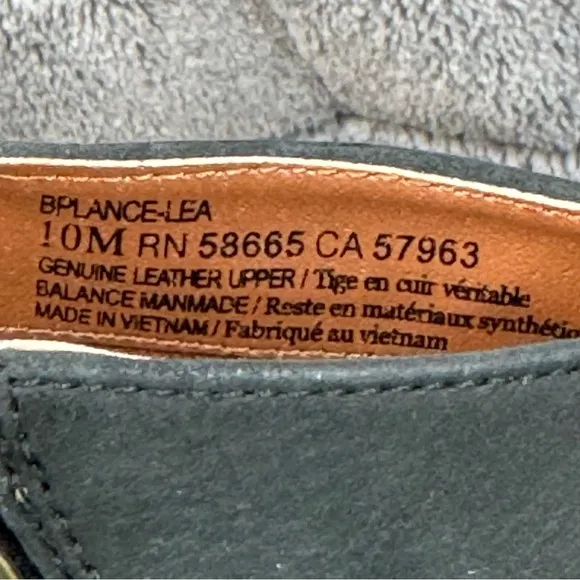 BPLANCE-LEA
10M RN 58665 CA 57963
GENUINE LEATHER UPPER / Tige en cuir véritable
BALANCE MANMADE / Reste en matériaux synthétiq
MADE IN VIETNAM / Fabriqué au vietnam